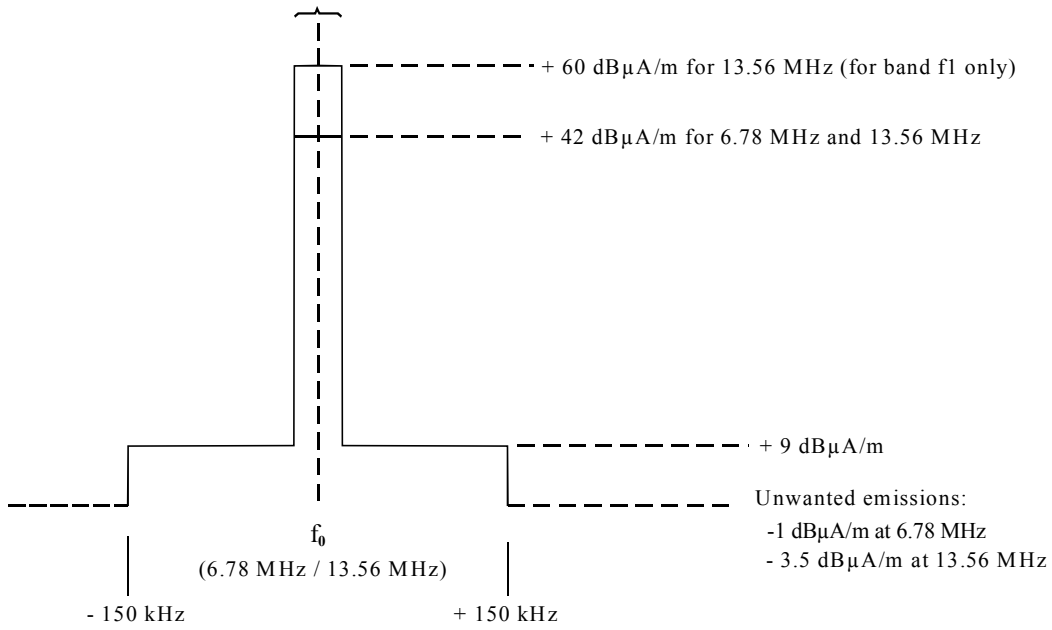 + 60 dBµA/m for 13.56 MHz (for band f1 only)
+ 42 dBµA/m for 6.78 MHz and 13.56 MHz
+ 9 dBµA/m
Unwanted emissions:
-1 dBµA/m at 6.78 MHz
- 3.5 dBµA/m at 13.56 MHz
f0
(6.78 MHz / 13.56 MHz)
- 150 kHz
+ 150 kHz